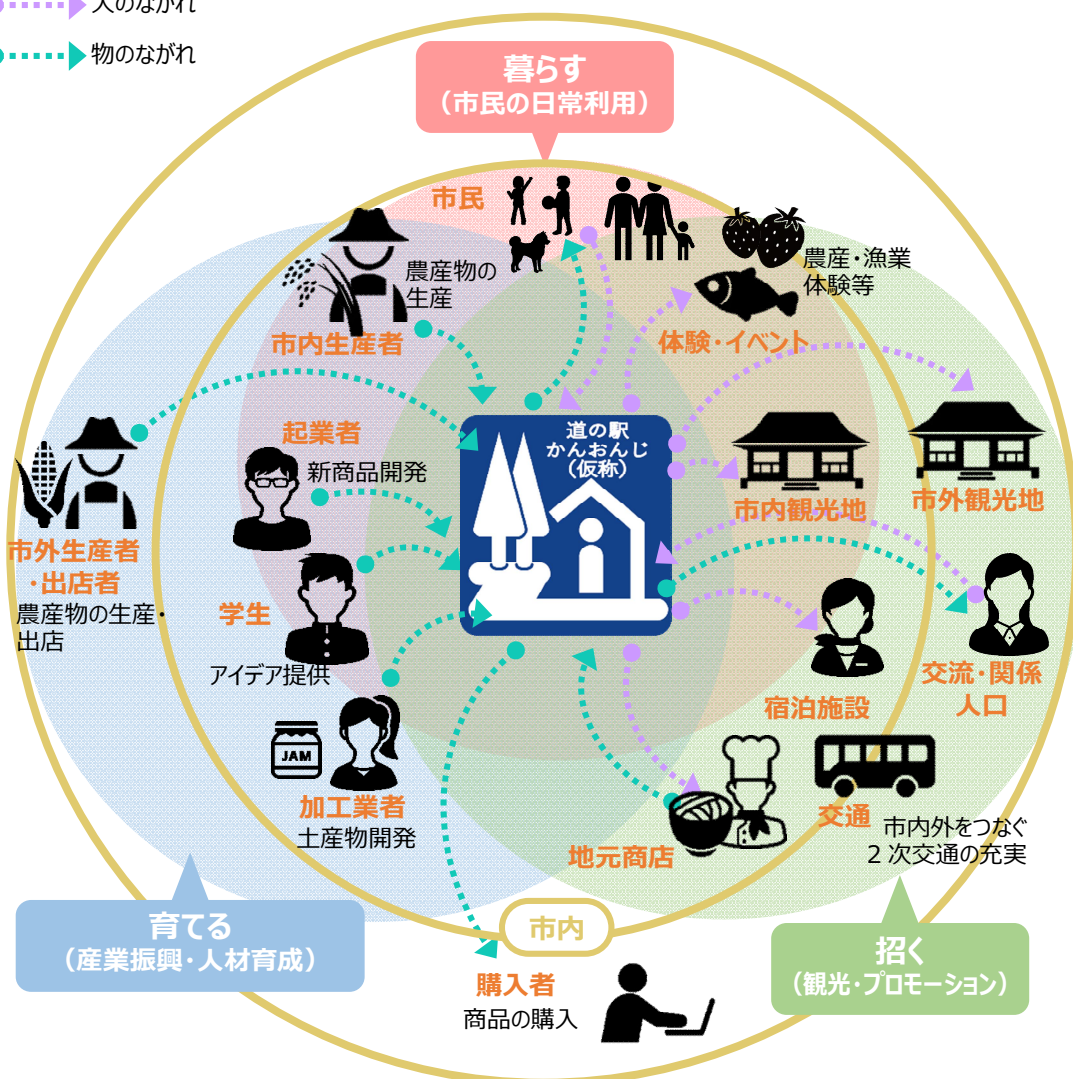 人のながれ
物のながれ
暮らす
（市民の日常利用）
市民
農産物の
生産
市内生産者
農産・漁業
体験等
体験・イベント
起業者
新商品開発
道の駅
かんおんじ
（仮称）
市内観光地
市外観光地
市外生産者
・出店者
農産物の生産・
出店
学生
アイデア提供
交流・関係
人口
宿泊施設
JAM
加工業者
土産物開発
交通
市内外をつなぐ
２次交通の充実
地元商店
育てる
（産業振興・人材育成）
市内
招く
（観光・プロモーション）
購入者
商品の購入